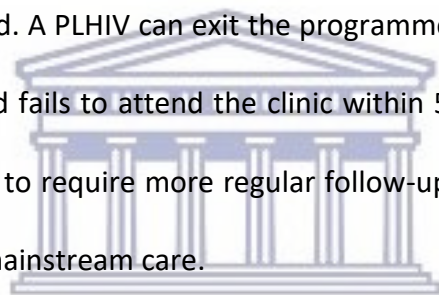 d. A PLHIV can exit the programme
d fails to attend the clinic within 5
to require more regular follow-up
mainstream care.